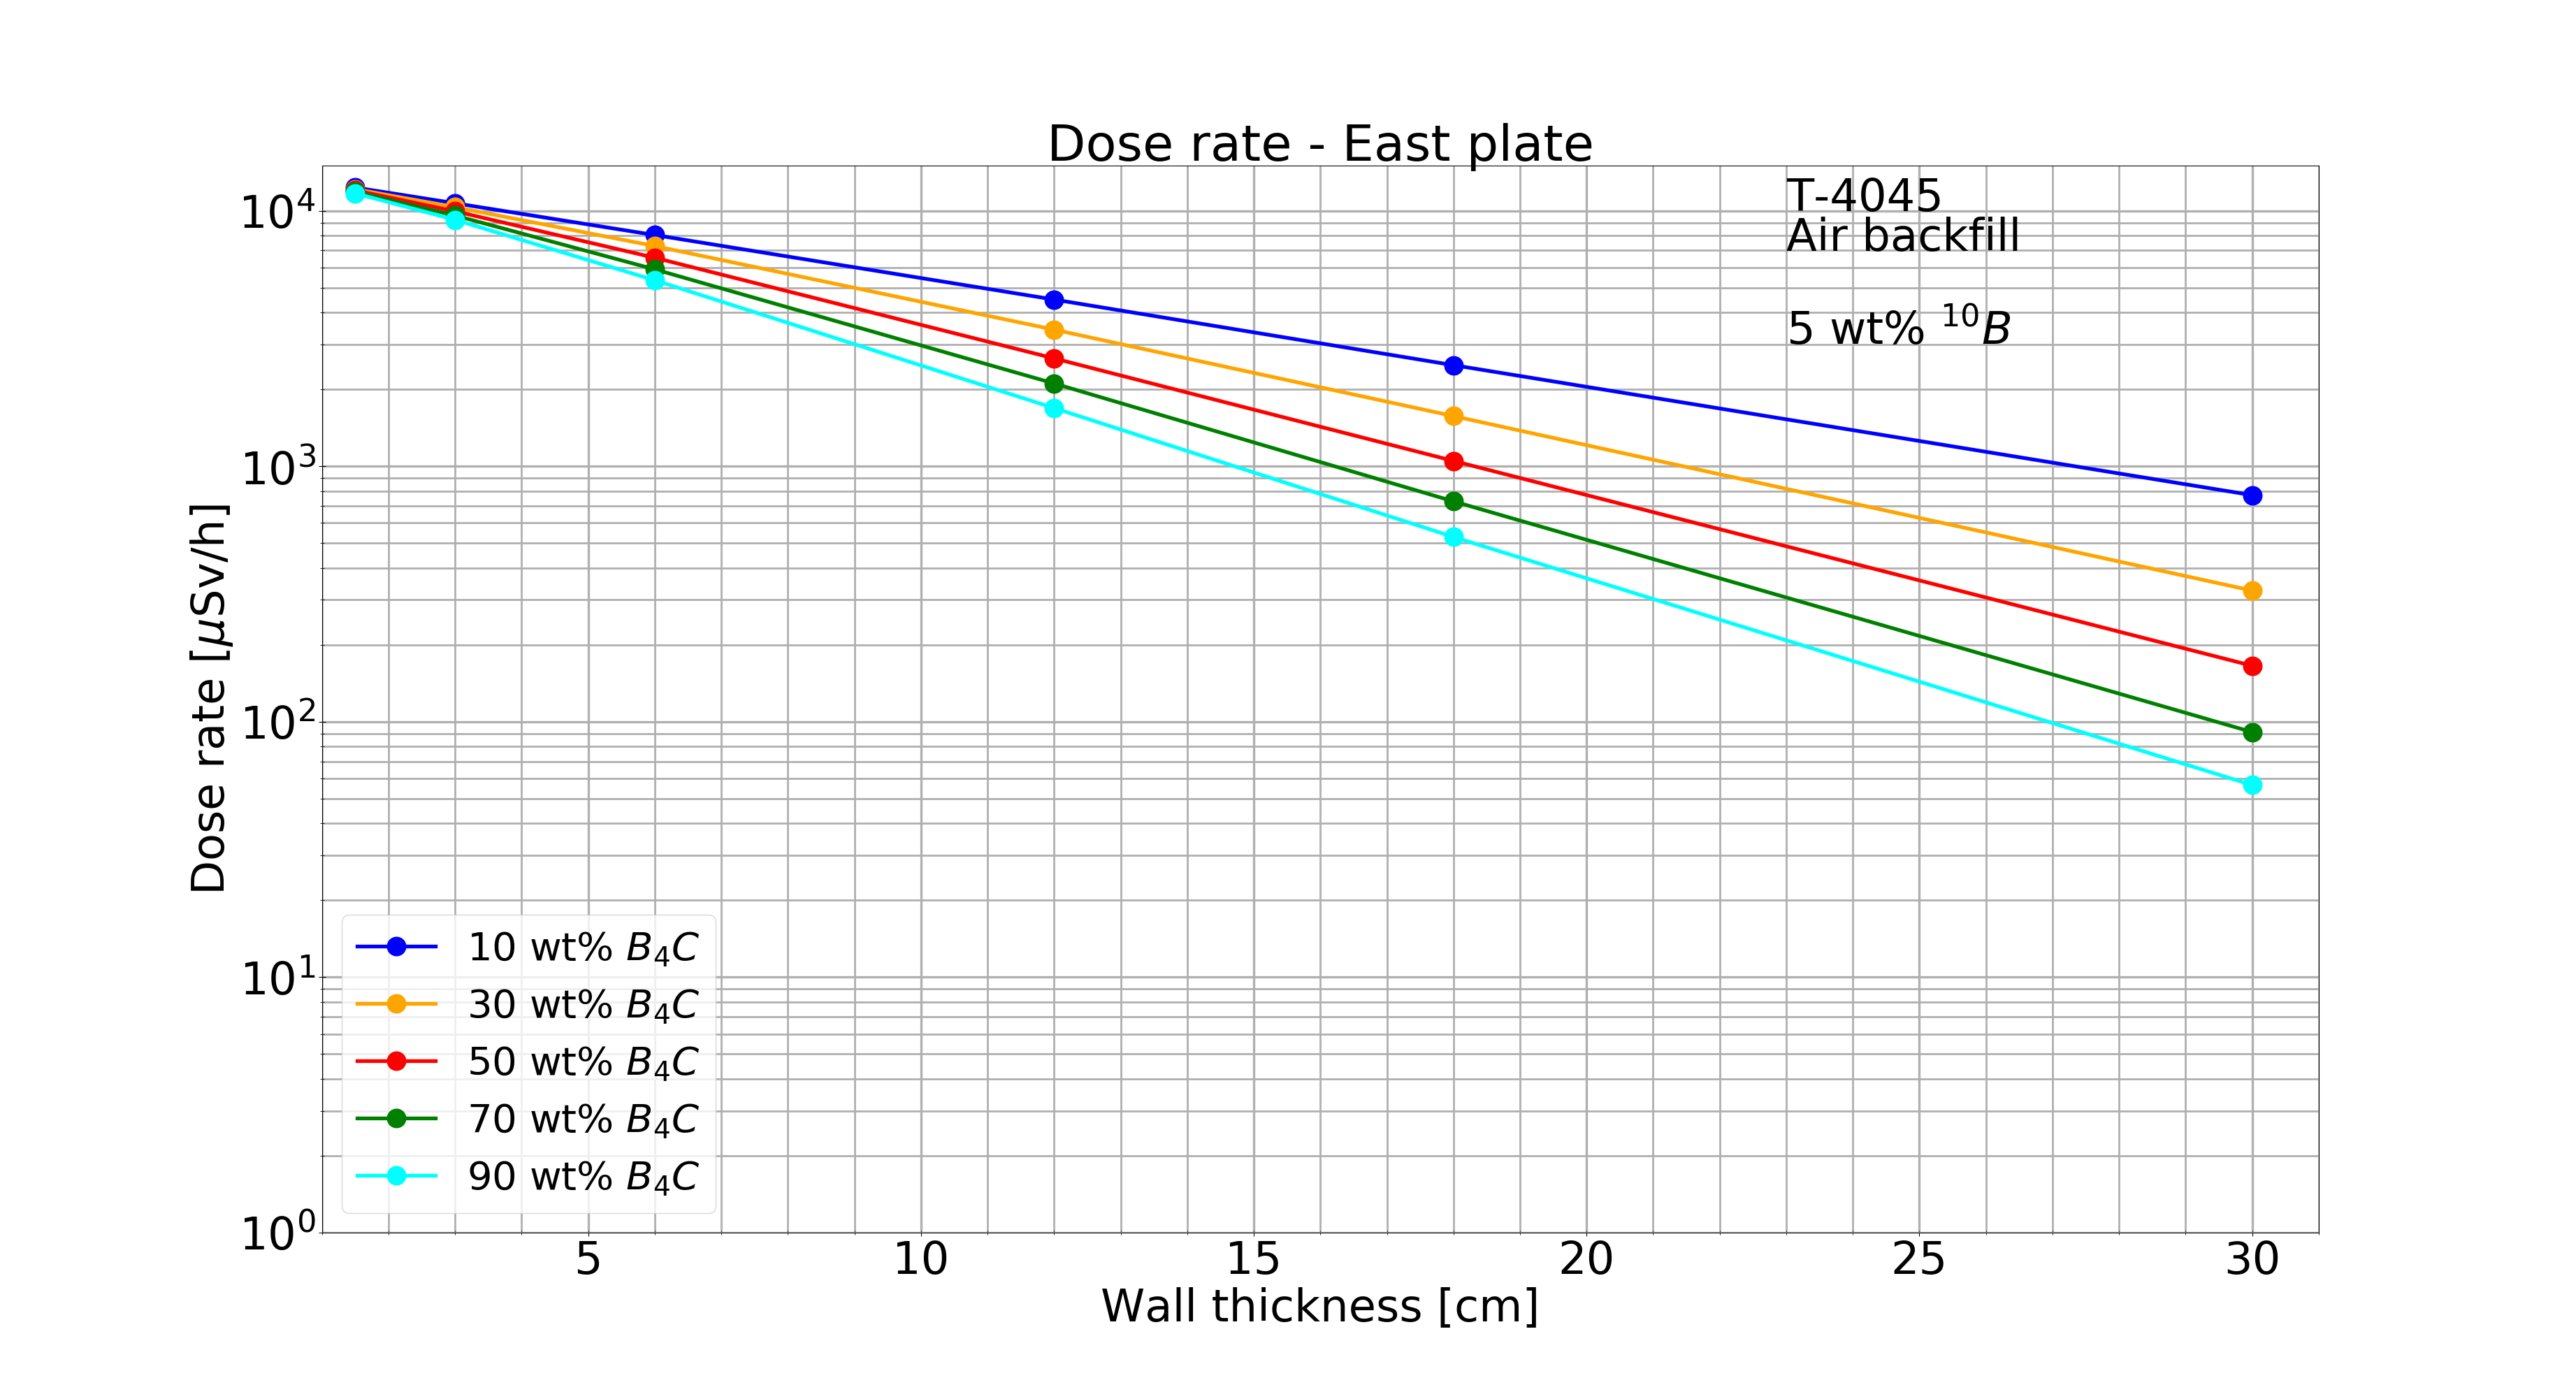 Dose rate - East plate
T-4045
Air backfill
5 wt% ¹⁰B
Dose rate [μSv/h]
10⁴
10³
10²
10¹
10⁰
10 wt% B₄C
30 wt% B₄C
50 wt% B₄C
70 wt% B₄C
90 wt% B₄C
5 10 15 20 25 30
Wall thickness [cm]